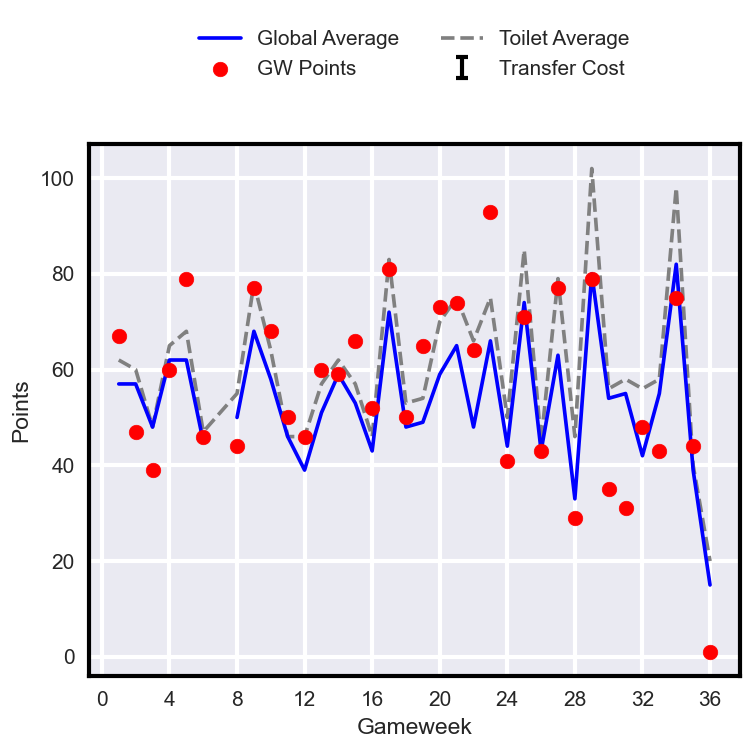 Global Average
Toilet Average
GW Points
Transfer Cost
100
80
60
40
20
0
Points
0 4 8 12 16 20 24 28 32 36
Gameweek